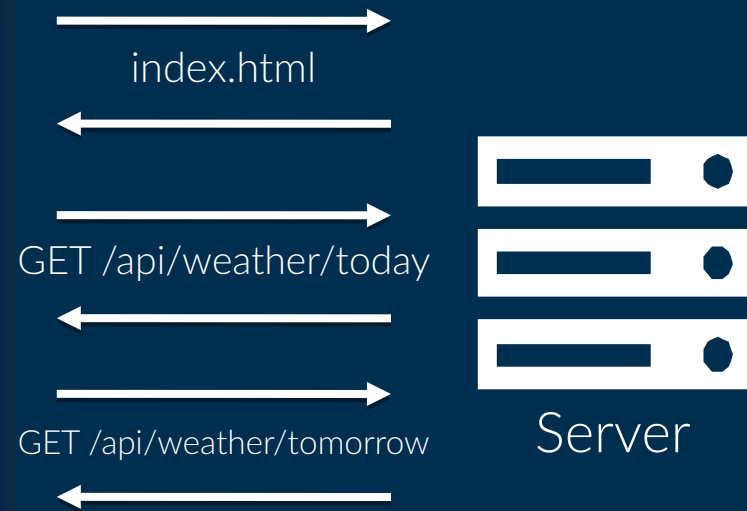 index.html
GET /api/weather/today
GET /api/weather/tomorrow
Server